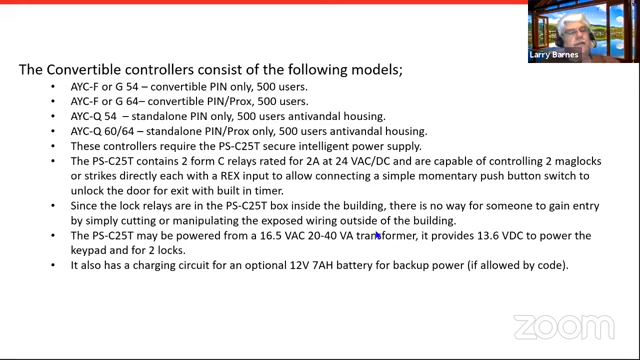 The Convertible controllers consist of the following models;
• AYC-F or G 54 – convertible PIN only, 500 users.
• AYC-F or G 64– convertible PIN/Prox, 500 users.
• AYC-Q 54 – standalone PIN only, 500 users antivandal housing.
• AYC-Q 60/64 – standalone PIN/Prox only, 500 users antivandal housing.
• These controllers require the PS-C25T secure intelligent power supply.
• The PS-C25T contains 2 form C relays rated for 2A at 24 VAC/DC and are capable of controlling 2 maglocks
or strikes directly each with a REX input to allow connecting a simple momentary push button switch to
unlock the door for exit with built in timer.
• Since the lock relays are in the PS-C25T box inside the building, there is no way for someone to gain entry
by simply cutting or manipulating the exposed wiring outside of the building.
• The PS-C25T may be powered from a 16.5 VAC 20-40 VA transformer, it provides 13.6 VDC to power the
keypad and for 2 locks.
• It also has a charging circuit for an optional 12V 7AH battery for backup power (if allowed by code).
Larry Barnes
zoom